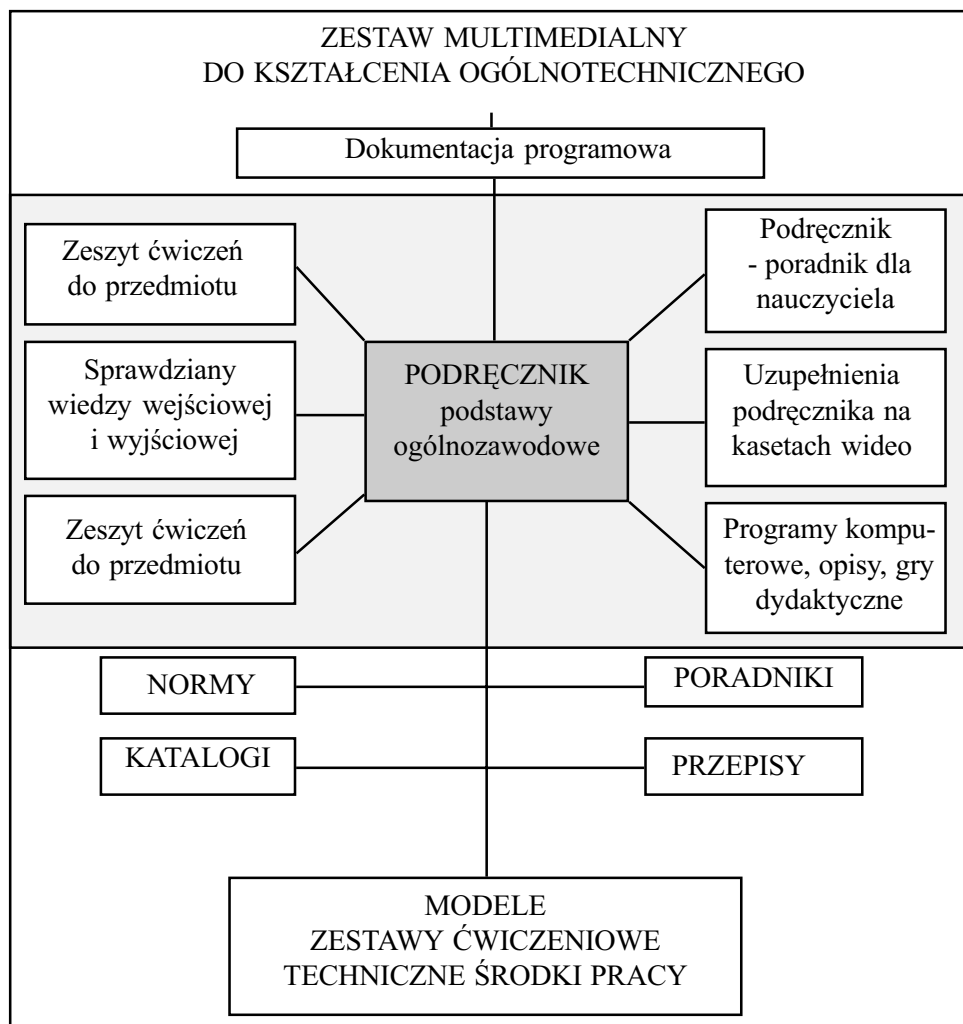 ZESTAW MULTIMEDIALNY
DO KSZTAŁCENIA OGÓLNOTECHNICZNEGO
Dokumentacja programowa
Zeszyt ćwiczeń
do przedmiotu
Sprawdziany
wiedzy wejściowej
i wyjściowej
Zeszyt ćwiczeń
do przedmiotu
PODRĘCZNIK
podstawy
ogólnozawodowe
Podręcznik
- poradnik dla
nauczyciela
Uzupełnienia
podręcznika na
kasetach wideo
Programy kompu-
terowe, opisy, gry
dydaktyczne
NORMY
PORADNIKI
KATALOGI
PRZEPISY
MODELE
ZESTAWY ĆWICZENIOWE
TECHNICZNE ŚRODKI PRACY